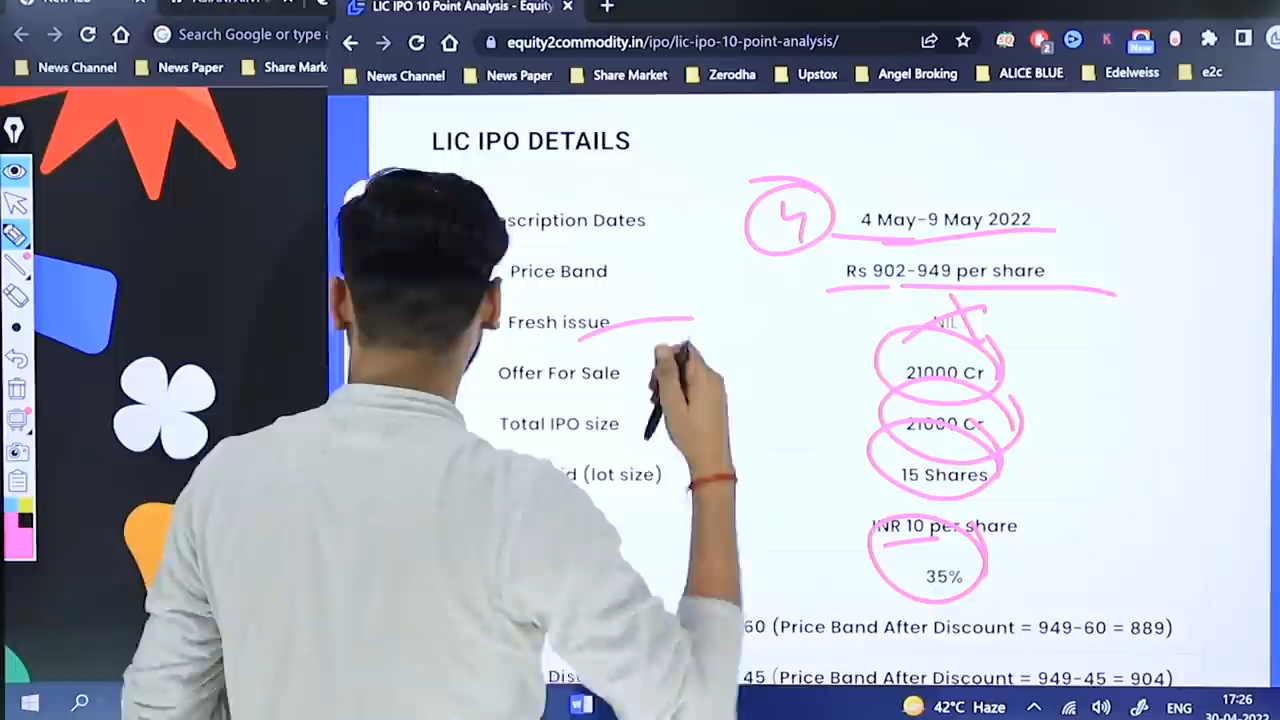 LIC IPO 10 Point Analysis - Equity
Search Google or type a
equity2commodity.in/ipo/lic-ipo-10-point-analysis/
2
K
New
News Channel
News Paper
Share Mark
News Channel
News Paper
Share Market
Zerodha
Upstox
Angel Broking
ALICE BLUE
Edelweiss
e2c
LIC IPO DETAILS
scription Dates
4
4 May-9 May 2022
Price Band
Rs 902-949 per share
Fresh issue
NIL
Offer For Sale
21000 Cr
Total IPO size
21000 Cr
d (lot size)
15 Shares
INR 10 per share
35%
60 (Price Band After Discount = 949-60 = 889)
Disc
45 (Price Band After Discount = 949-45 = 904)
42°C Haze
ENG
17:26
30-04-2022